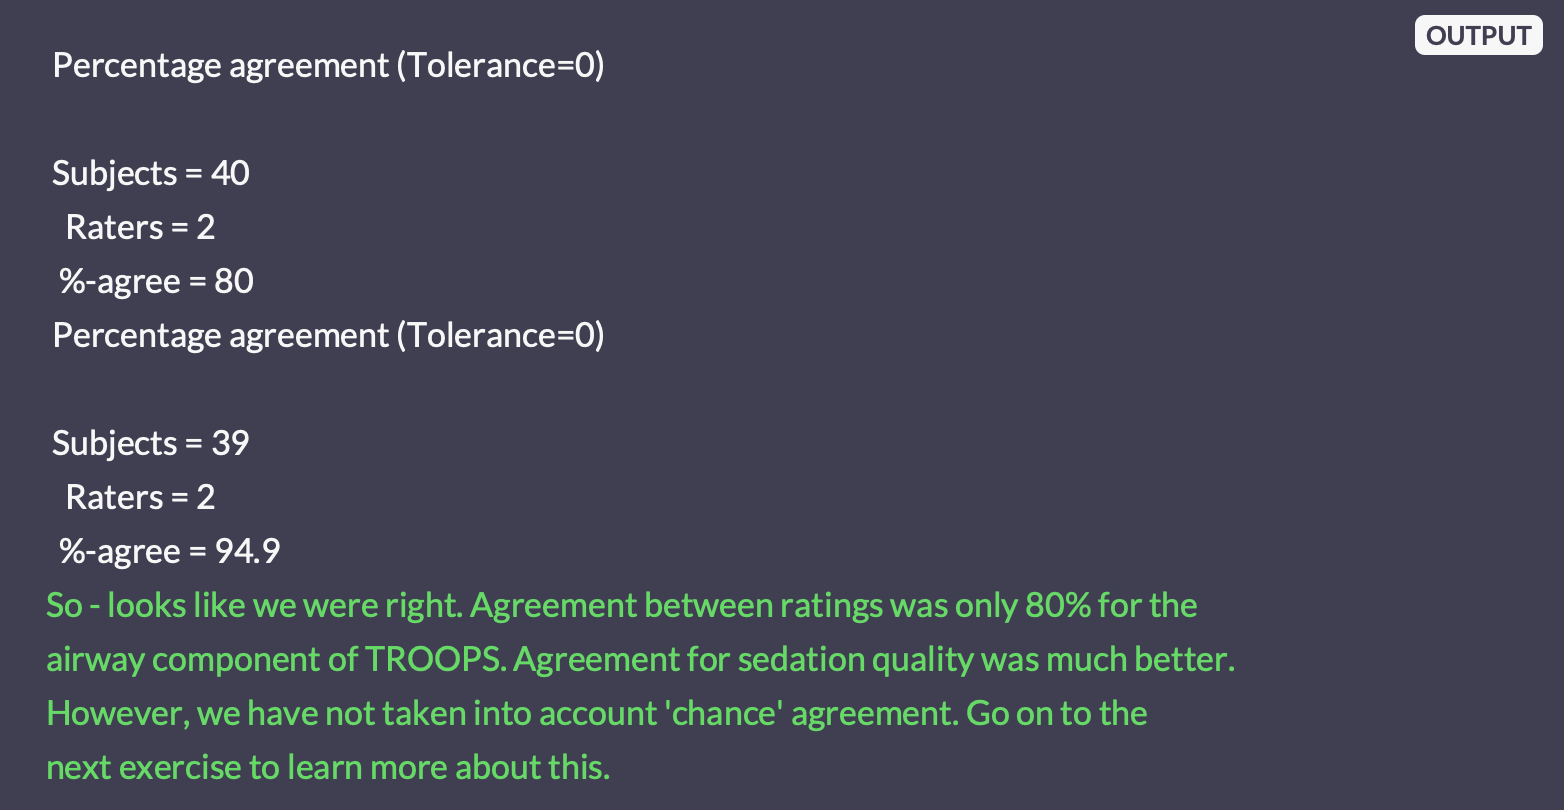 OUTPUT
Percentage agreement (Tolerance=0)
Subjects = 40
Raters = 2
%-agree = 80
Percentage agreement (Tolerance=0)
Subjects = 39
Raters = 2
%-agree = 94.9
So - looks like we were right. Agreement between ratings was only 80% for the
airway component of TROOPS. Agreement for sedation quality was much better.
However, we have not taken into account 'chance' agreement. Go on to the
next exercise to learn more about this.